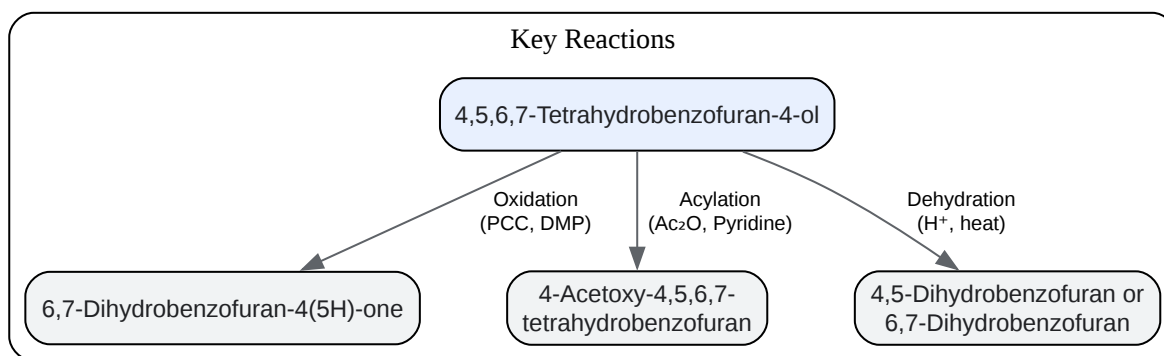 Key Reactions
4,5,6,7-Tetrahydrobenzofuran-4-ol
Oxidation
(PCC, DMP)
Acylation
(Ac₂O, Pyridine)
Dehydration
(H⁺, heat)
6,7-Dihydrobenzofuran-4(5H)-one
4-Acetoxy-4,5,6,7-
tetrahydrobenzofuran
4,5-Dihydrofuran or
6,7-Dihydrobenzofuran